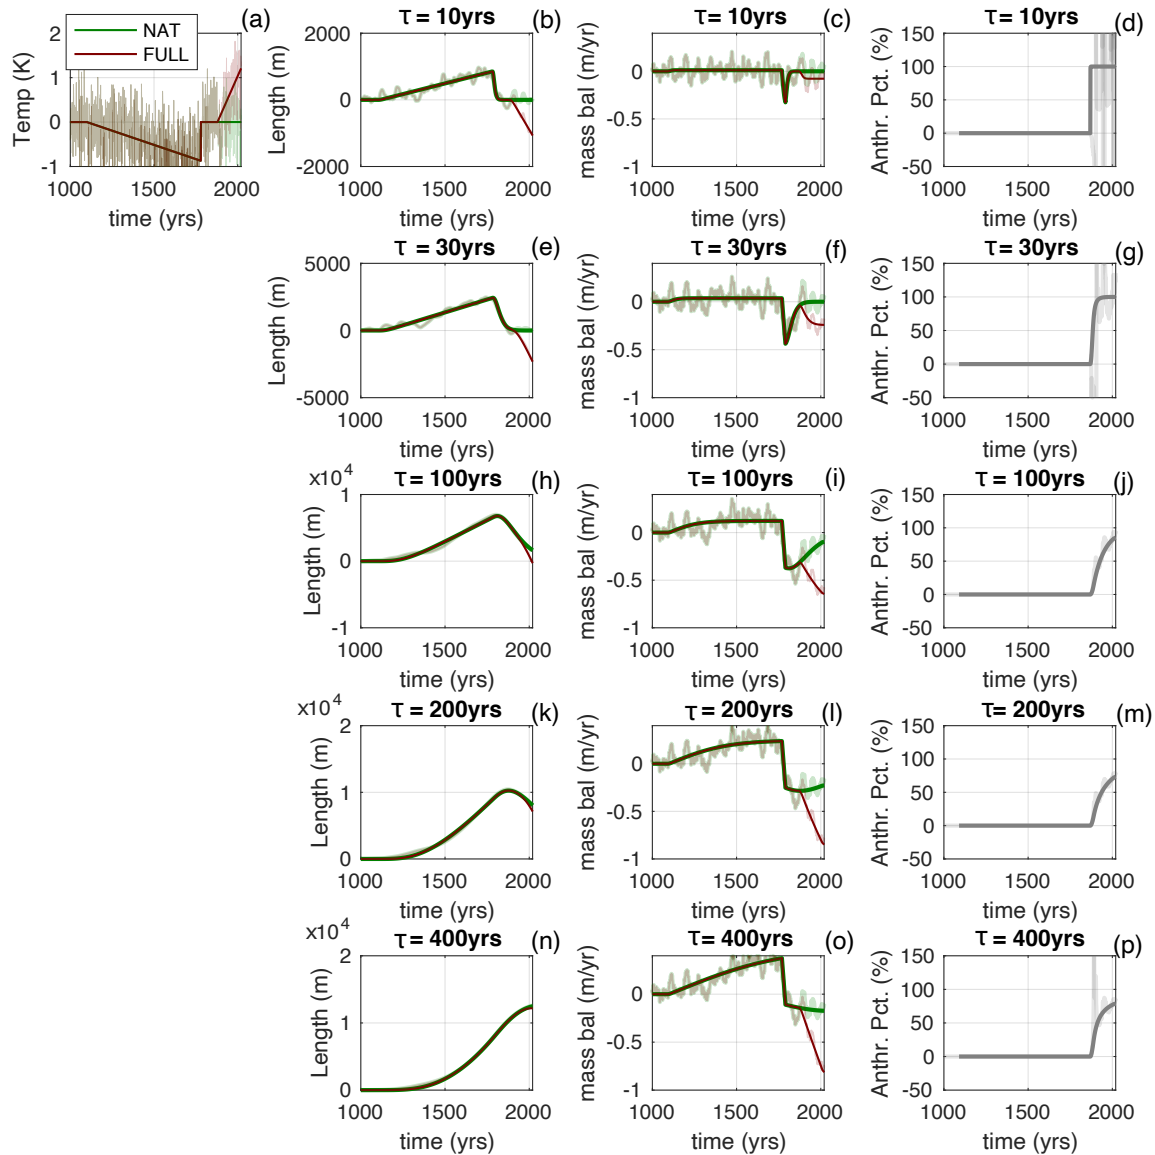 (a)
NAT
FULL
2
1
0
-1
Temp (K)
1000 1500 2000
time (yrs)
τ = 10yrs (b)
2000
0
-2000
Length (m)
1000 1500 2000
time (yrs)
τ = 10yrs (c)
0
-0.5
-1
mass bal (m/yr)
1000 1500 2000
time (yrs)
τ = 10yrs (d)
150
100
50
0
-50
Anthr. Pct. (%)
1000 1500 2000
time (yrs)
τ = 30yrs (e)
5000
0
-5000
Length (m)
1000 1500 2000
time (yrs)
τ = 30yrs (f)
0
-0.5
-1
mass bal (m/yr)
1000 1500 2000
time (yrs)
τ = 30yrs (g)
150
100
50
0
-50
Anthr. Pct. (%)
1000 1500 2000
time (yrs)
x10^4 τ = 100yrs (h)
1
0
-1
Length (m)
1000 1500 2000
time (yrs)
τ = 100yrs (i)
0
-0.5
-1
mass bal (m/yr)
1000 1500 2000
time (yrs)
τ = 100yrs (j)
150
100
50
0
-50
Anthr. Pct. (%)
1000 1500 2000
time (yrs)
x10^4 τ = 200yrs (k)
2
1
0
Length (m)
1000 1500 2000
time (yrs)
τ = 200yrs (l)
0
-0.5
-1
mass bal (m/yr)
1000 1500 2000
time (yrs)
τ= 200yrs (m)
150
100
50
0
-50
Anthr. Pct. (%)
1000 1500 2000
time (yrs)
x10^4 τ = 400yrs (n)
2
1
0
Length (m)
1000 1500 2000
time (yrs)
τ = 400yrs (o)
0
-0.5
-1
mass bal (m/yr)
1000 1500 2000
time (yrs)
τ = 400yrs (p)
150
100
50
0
-50
Anthr. Pct. (%)
1000 1500 2000
time (yrs)